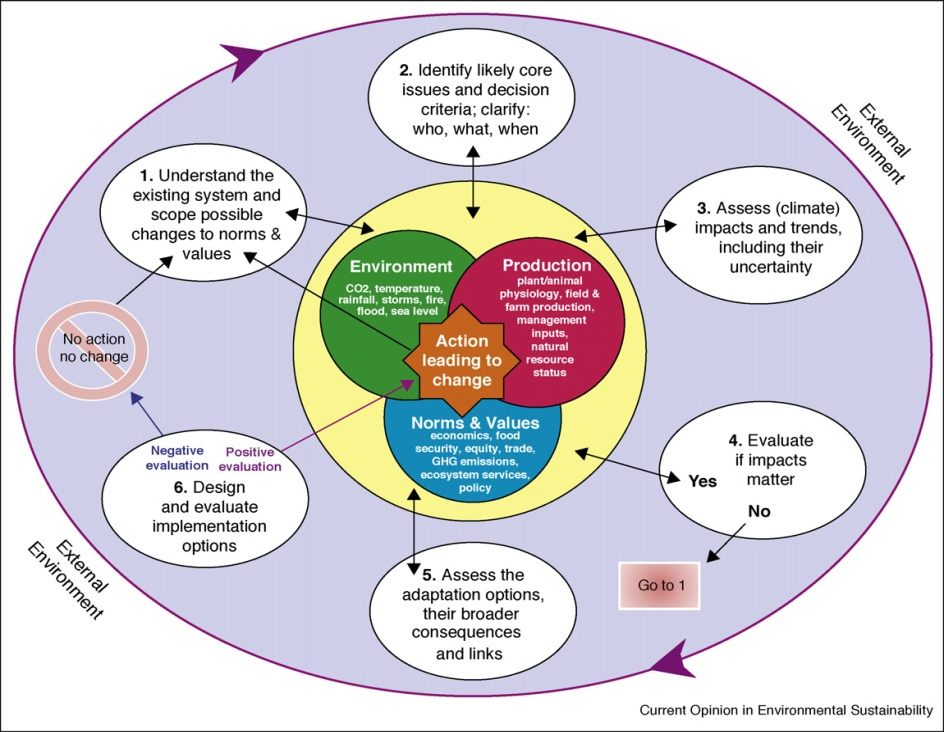 2. Identify likely core
issues and decision
criteria; clarify:
who, what, when
External
Environment
1. Understand the
existing system and
scope possible
changes to norms &
values
3. Assess (climate)
impacts and trends,
including their
uncertainty
Environment
CO2, temperature,
rainfall, storms, fire,
flood, sea level
Production
plant/animal
physiology, field &
farm production,
management
inputs,
natural
resource
status
No action
no change
Action
leading to
change
Norms & Values
economics, food
security, equity, trade,
GHG emissions,
ecosystem services,
policy
4. Evaluate
if impacts
matter
Yes
No
Go to 1
Negative
evaluation
Positive
evaluation
6. Design
and evaluate
implementation
options
5. Assess the
adaptation options,
their broader
consequences
and links
External
Environment
Current Opinion in Environmental Sustainability